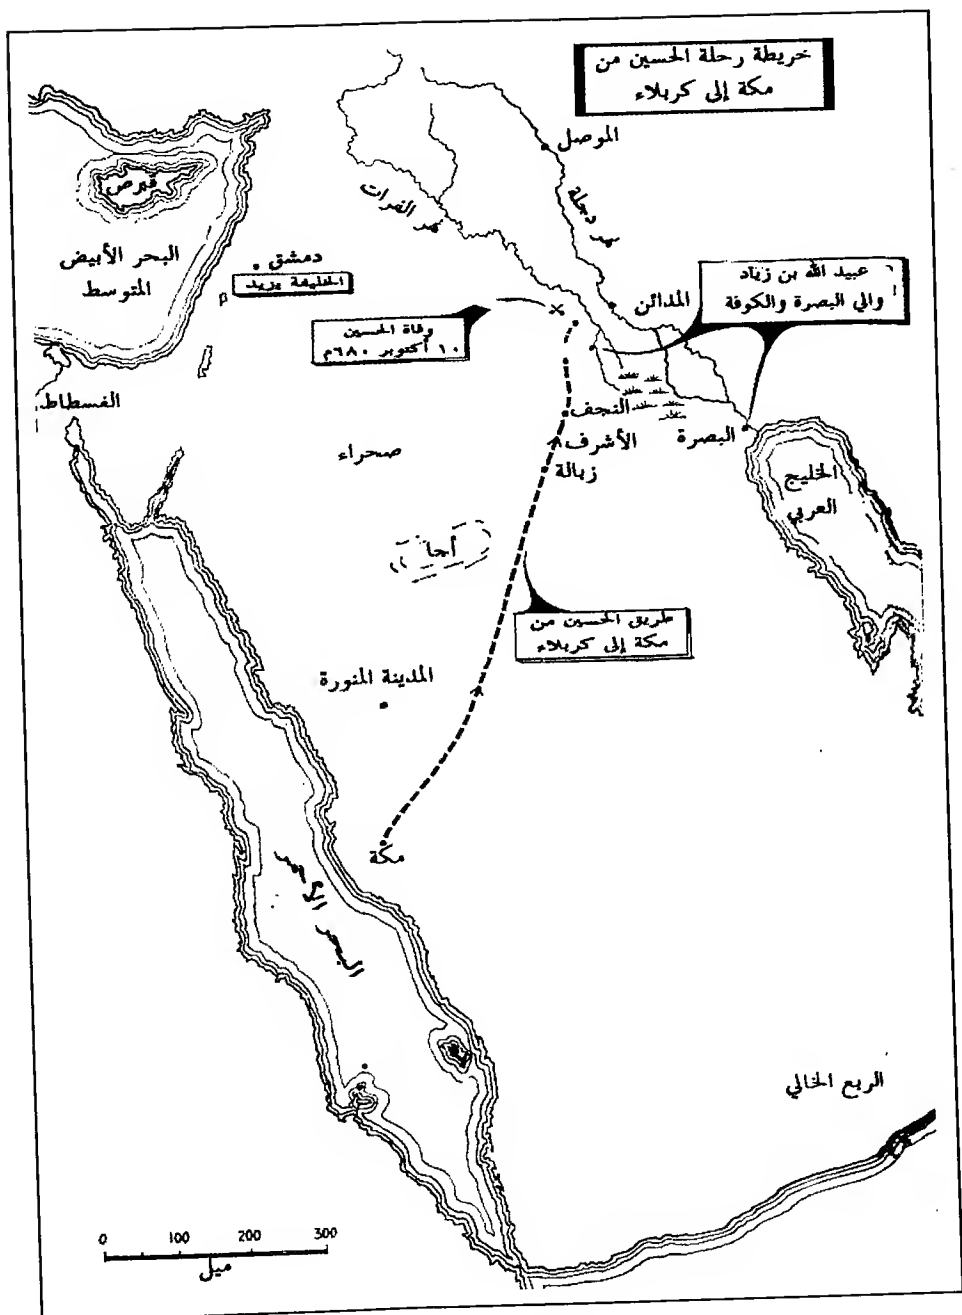 خريطة رحلة الحسين من
مكة إلى كربلاء
الموصل
نهر دجلة
نهر الفرات
قبرص
البحر الأبيض
المتوسط
دمشق
الخليفة يزيد
عبيد الله بن زياد
والي البصرة والكوفة
المدائن
وفاة الحسين
١٠ أكتوبر ٦٨٠م
الفسطاط
النجف
الأشرف
البصرة
صحراء
زبالة
الخليج
العربي
أجا
طريق الحسين من
مكة إلى كربلاء
المدينة المنورة
مكة
البحر الأحمر
الربع الخالي
0 100 200 300
ميل